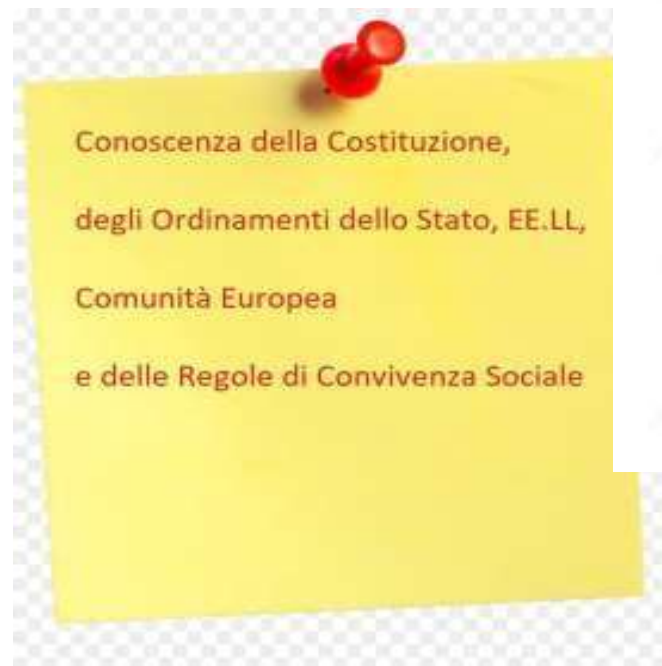 Conoscenza della Costituzione,
degli Ordinamenti dello Stato, EE.LL,
Comunità Europea
e delle Regole di Convivenza Sociale